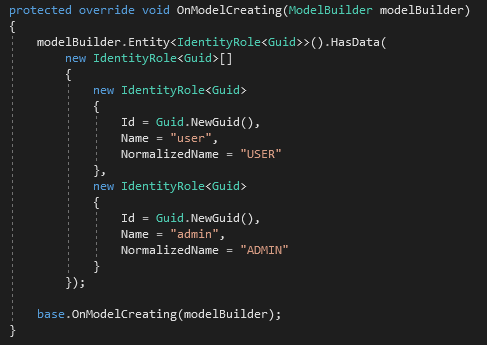 protected override void OnModelCreating(ModelBuilder modelBuilder)
{
    modelBuilder.Entity<IdentityRole<Guid>>().HasData(
        new IdentityRole<Guid>[]
        {
            new IdentityRole<Guid>
            {
                Id = Guid.NewGuid(),
                Name = "user",
                NormalizedName = "USER"
            },
            new IdentityRole<Guid>
            {
                Id = Guid.NewGuid(),
                Name = "admin",
                NormalizedName = "ADMIN"
            }
        });
    base.OnModelCreating(modelBuilder);
}